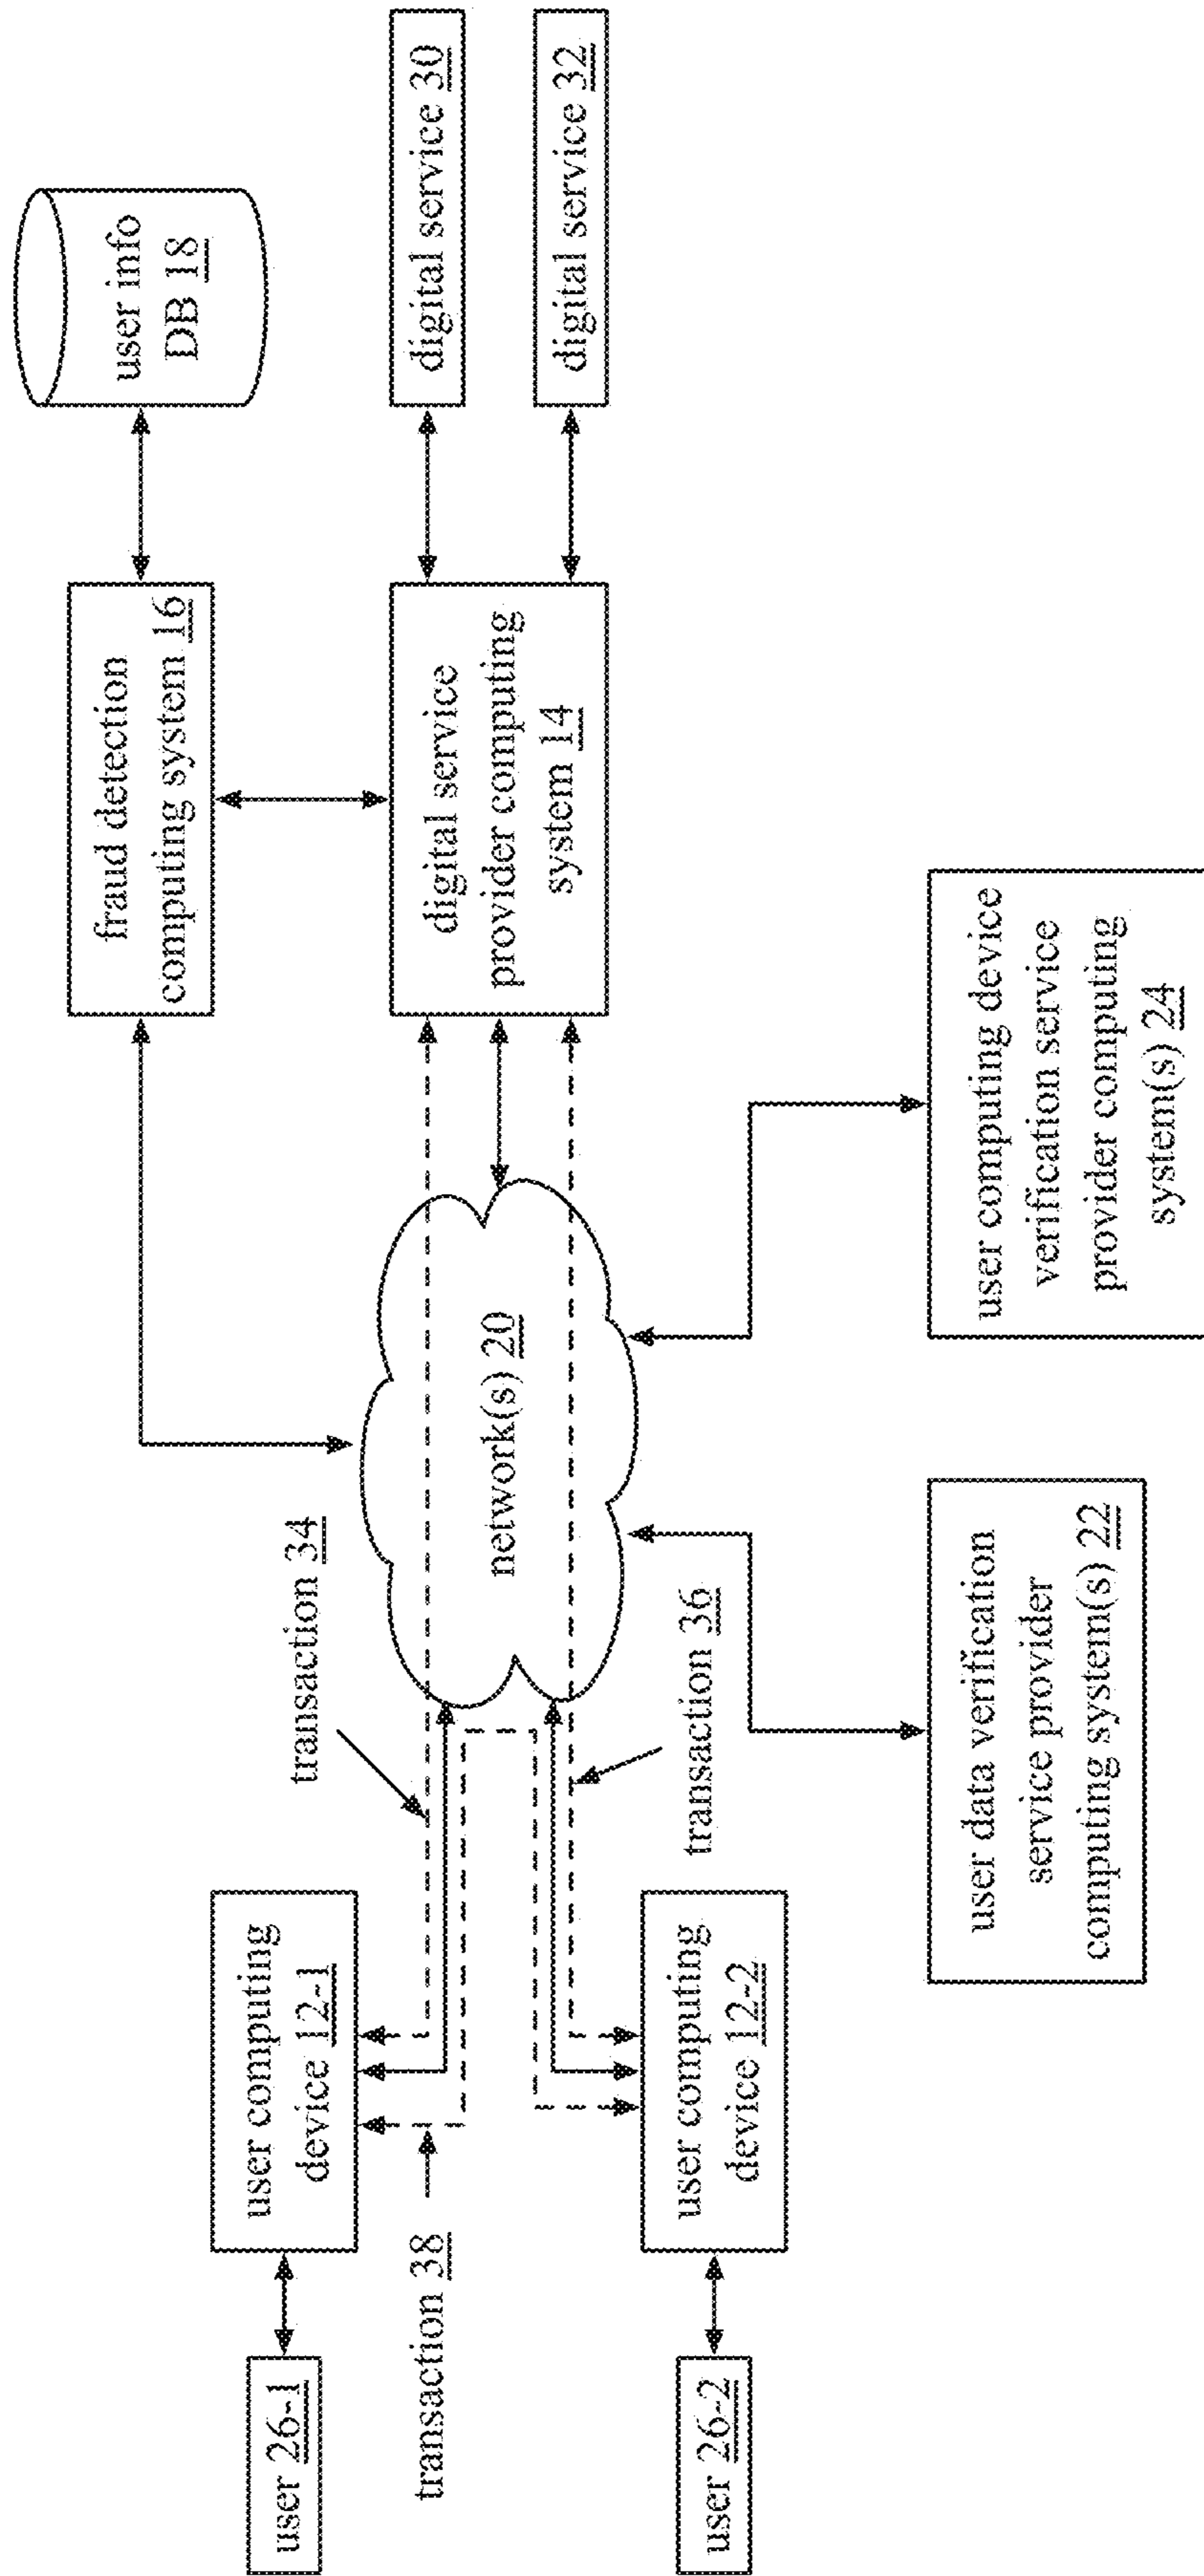 user info
DB 18
fraud detection
computing system 16
digital service 30
digital service 32
digital service
provider computing
system 14
transaction 34
network(s) 20
transaction 36
user computing
device 12-1
user 26-1
transaction 38
user computing
device 12-2
user 26-2
user data verification
service provider
computing system(s) 22
user computing device
verification service
provider computing
system(s) 24